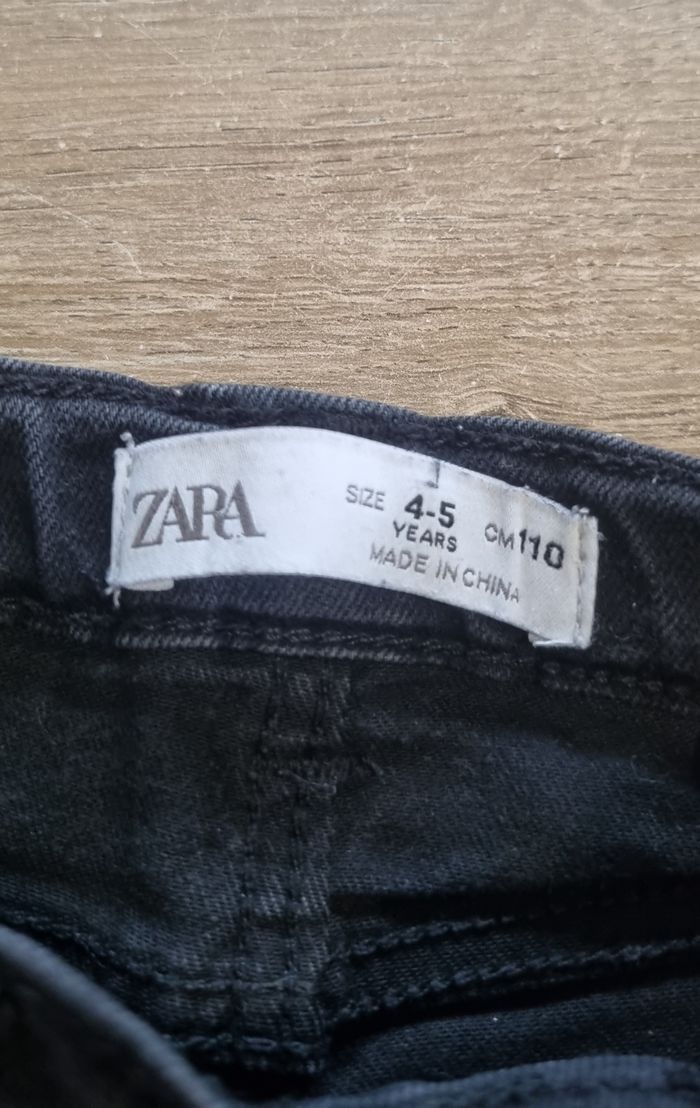 ZARA
SIZE 4-5 CM 110
YEARS
MADE IN CHINA